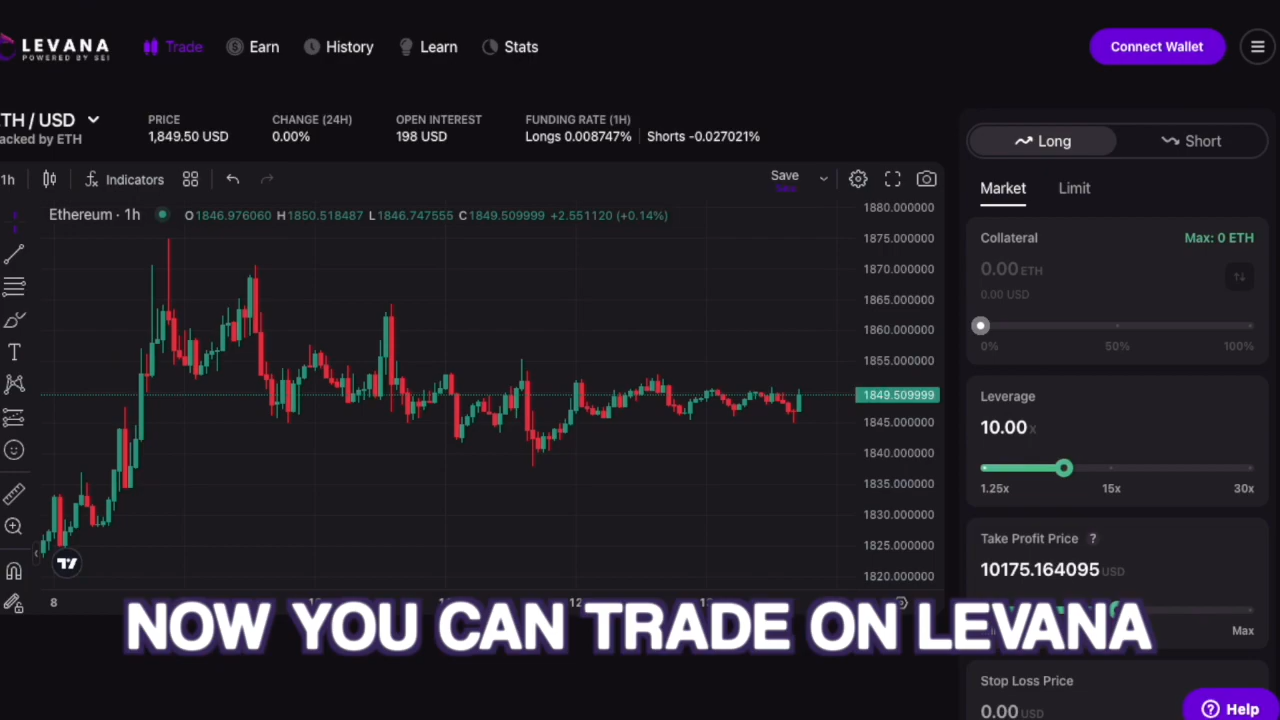 LEVANA
POWERED BY SEI
Trade
Earn
History
Learn
Stats
Connect Wallet
TH / USD
acked by ETH
PRICE
1,849.50 USD
CHANGE (24H)
0.00%
OPEN INTEREST
198 USD
FUNDING RATE (1H)
Longs 0.008747% Shorts -0.027021%
1h
Indicators
Save
Ethereum · 1h O1846.976060 H1850.518487 L1846.747555 C1849.509999 +2.551120 (+0.14%)
1880.000000
1875.000000
1870.000000
1865.000000
1860.000000
1855.000000
1849.509999
1845.000000
1840.000000
1835.000000
1830.000000
1825.000000
1820.000000
8
Long
Short
Market
Limit
Collateral
Max: 0 ETH
0.00 ETH
0.00 USD
0% 50% 100%
Leverage
10.00 x
1.25x 15x 30x
Take Profit Price ?
10175.164095 USD
Max
Stop Loss Price
0.00 USD
Help
NOW YOU CAN TRADE ON LEVANA